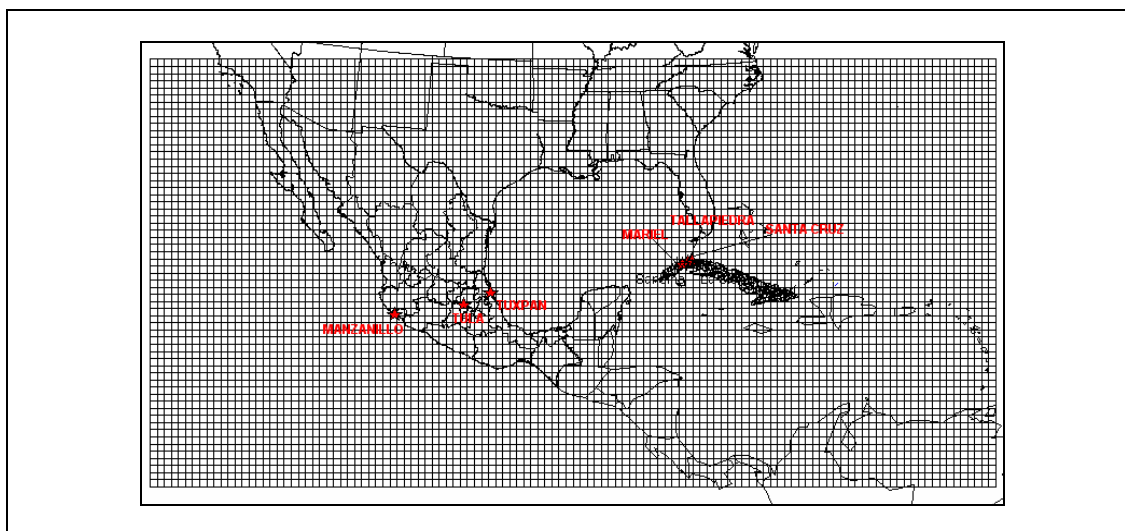 TALLAPIEDRA
MARIEL
SANTA CRUZ
TUXPAN
TULA
MANZANILLO